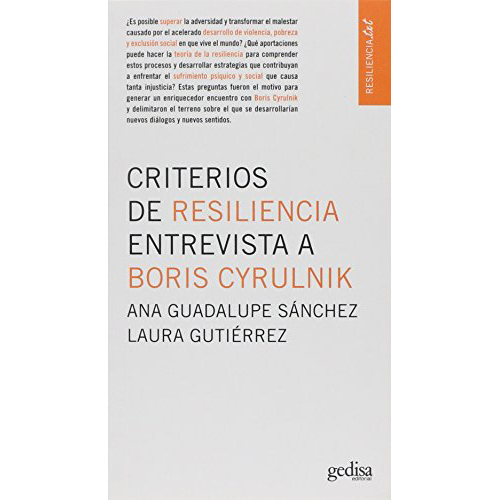 ¿Es posible superar la adversidad y transformar el malestar
causado por el acelerado desarrollo de violencia, pobreza
y exclusión social en que vive el mundo? ¿Qué aportaciones
puede hacer la teoría de la resiliencia para comprender
estos procesos y desarrollar estrategias que contribuyan
a enfrentar el sufrimiento psíquico y social que causa
tanta injusticia? Estas preguntas fueron el motivo para
generar un enriquecedor encuentro con Boris Cyrulnik
y delimitaron el terreno sobre el que se desarrollarían
nuevos diálogos y nuevos sentidos.
RESILIENCIA.txt
CRITERIOS
DE RESILIENCIA
ENTREVISTA A
BORIS CYRULNIK
ANA GUADALUPE SÁNCHEZ
LAURA GUTIÉRREZ
gedisa
editorial